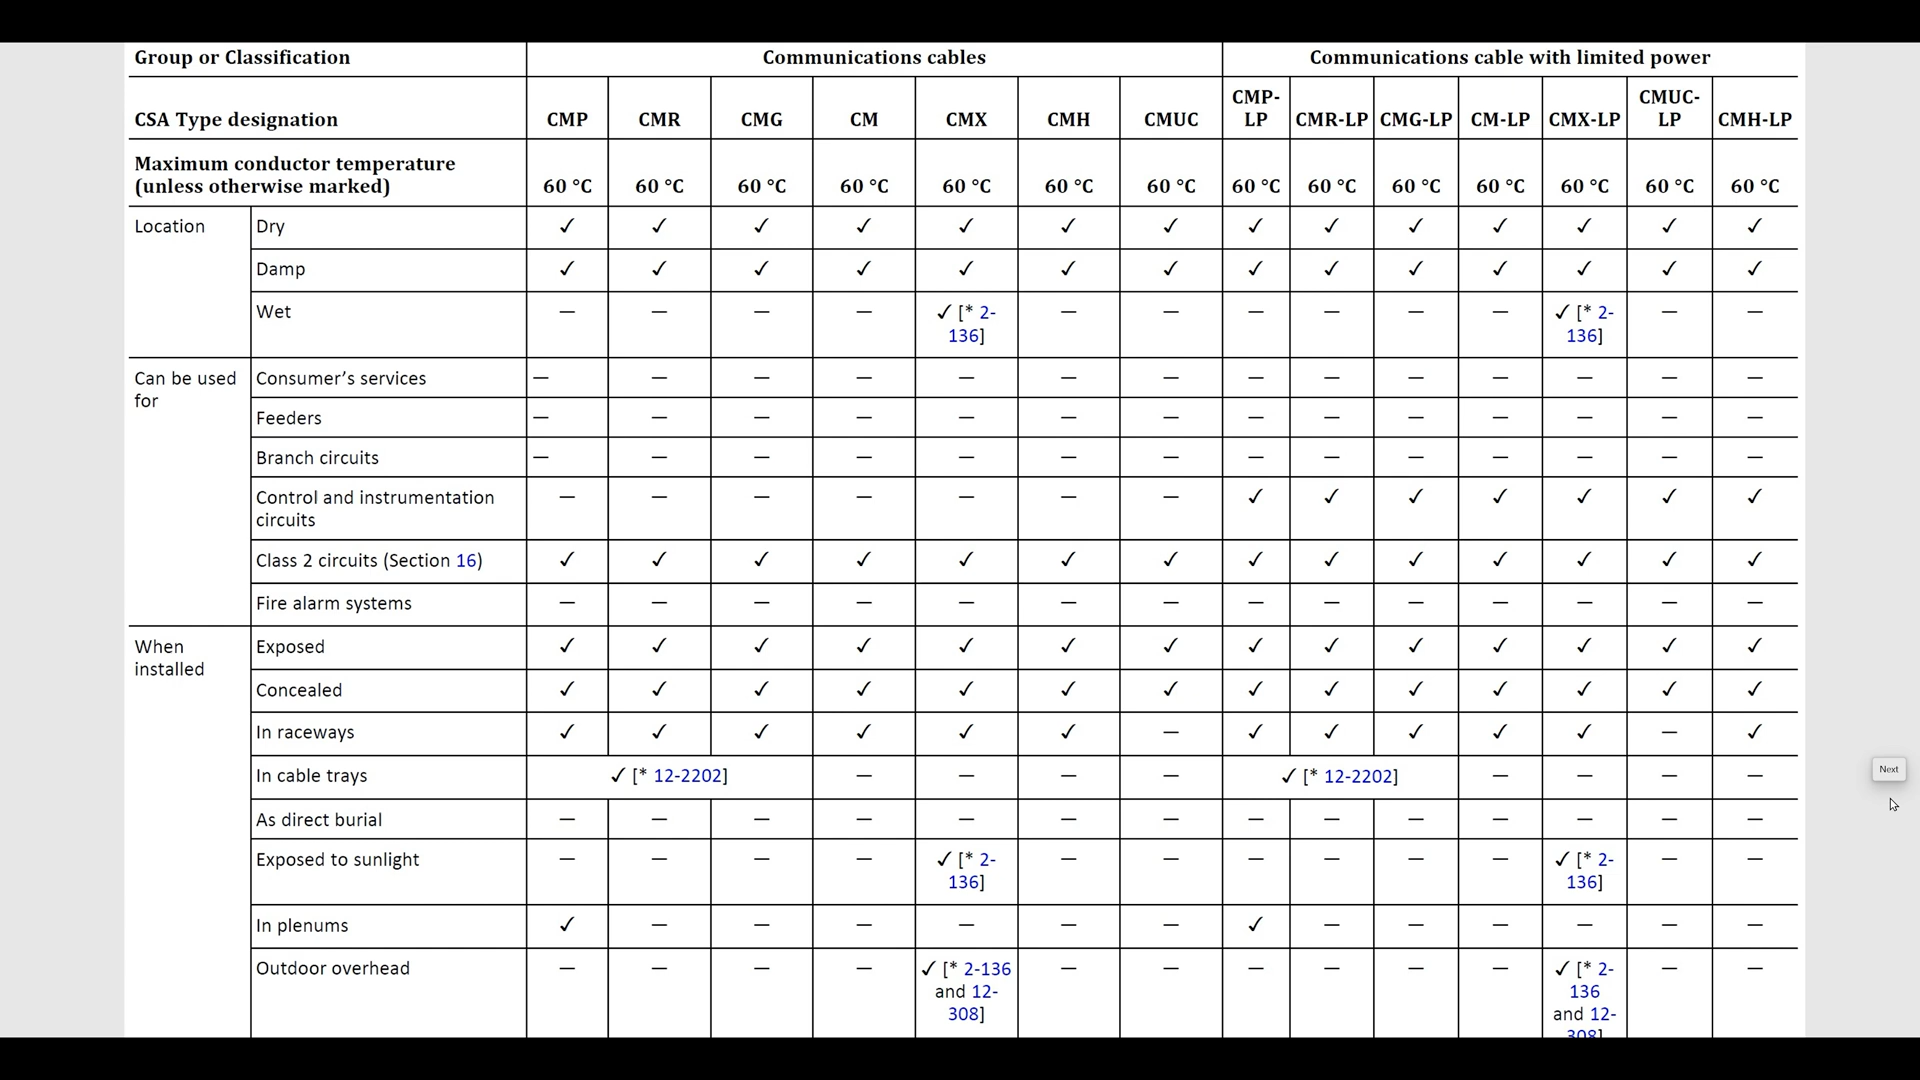 Group or Classification Communications cables Communications cable with limited power
CMP- CMUC-
CSA Type designation CMP CMR CMG CM CMX CMH CMUC LP CMR-LP CMG-LP CM-LP CMX-LP LP CMH-LP
Maximum conductor temperature
(unless otherwise marked) 60 °C 60 °C 60 °C 60 °C 60 °C 60 °C 60 °C 60 °C 60 °C 60 °C 60 °C 60 °C 60 °C 60 °C
Location Dry ✓ ✓ ✓ ✓ ✓ ✓ ✓ ✓ ✓ ✓ ✓ ✓ ✓ ✓
Damp ✓ ✓ ✓ ✓ ✓ ✓ ✓ ✓ ✓ ✓ ✓ ✓ ✓ ✓
Wet — — — — ✓ [* 2- — — — — — — ✓ [* 2- — —
136] 136]
Can be used Consumer’s services — — — — — — — — — — — — — —
for
Feeders — — — — — — — — — — — — — —
Branch circuits — — — — — — — — — — — — — —
Control and instrumentation — — — — — — — ✓ ✓ ✓ ✓ ✓ ✓ ✓
circuits
Class 2 circuits (Section 16) ✓ ✓ ✓ ✓ ✓ ✓ ✓ ✓ ✓ ✓ ✓ ✓ ✓ ✓
Fire alarm systems — — — — — — — — — — — — — —
When Exposed ✓ ✓ ✓ ✓ ✓ ✓ ✓ ✓ ✓ ✓ ✓ ✓ ✓ ✓
installed
Concealed ✓ ✓ ✓ ✓ ✓ ✓ ✓ ✓ ✓ ✓ ✓ ✓ ✓ ✓
In raceways ✓ ✓ ✓ ✓ ✓ ✓ — ✓ ✓ ✓ ✓ ✓ — ✓
In cable trays ✓ [* 12-2202] — — — — ✓ [* 12-2202] — — — —
As direct burial — — — — — — — — — — — — — —
Exposed to sunlight — — — — ✓ [* 2- — — — — — — ✓ [* 2- — —
136] 136]
In plenums ✓ — — — — — — ✓ — — — — — —
Outdoor overhead — — — — ✓ [* 2-136 — — — — — — ✓ [* 2- — —
and 12- 136
308] and 12-
308]
Next